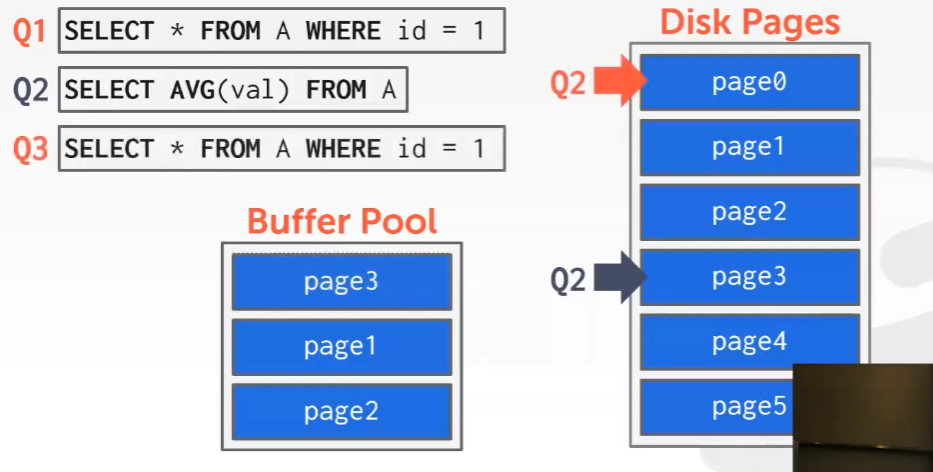 Q1 SELECT * FROM A WHERE id = 1
Q2 SELECT AVG(val) FROM A
Q3 SELECT * FROM A WHERE id = 1
Buffer Pool
page3
page1
page2
Disk Pages
Q2 page0
page1
page2
Q2 page3
page4
page5